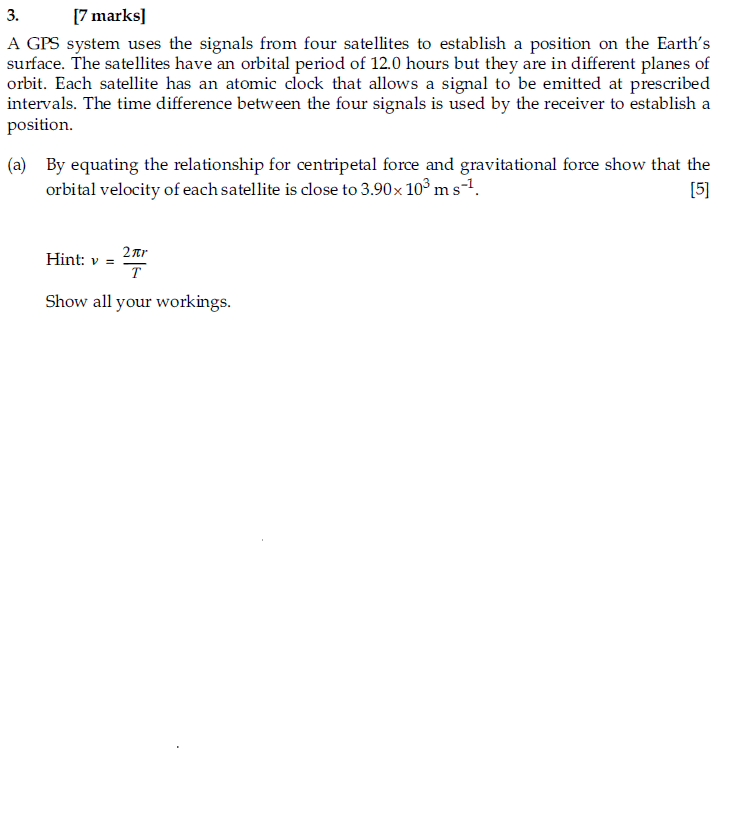 3. [7 marks]
A GPS system uses the signals from four satellites to establish a position on the Earth's
surface. The satellites have an orbital period of 12.0 hours but they are in different planes of
orbit. Each satellite has an atomic clock that allows a signal to be emitted at prescribed
intervals. The time difference between the four signals is used by the receiver to establish a
position.
(a) By equating the relationship for centripetal force and gravitational force show that the
orbital velocity of each satellite is close to 3.90× 10³ m s⁻¹. [5]
Hint: v = 2πr/T
Show all your workings.